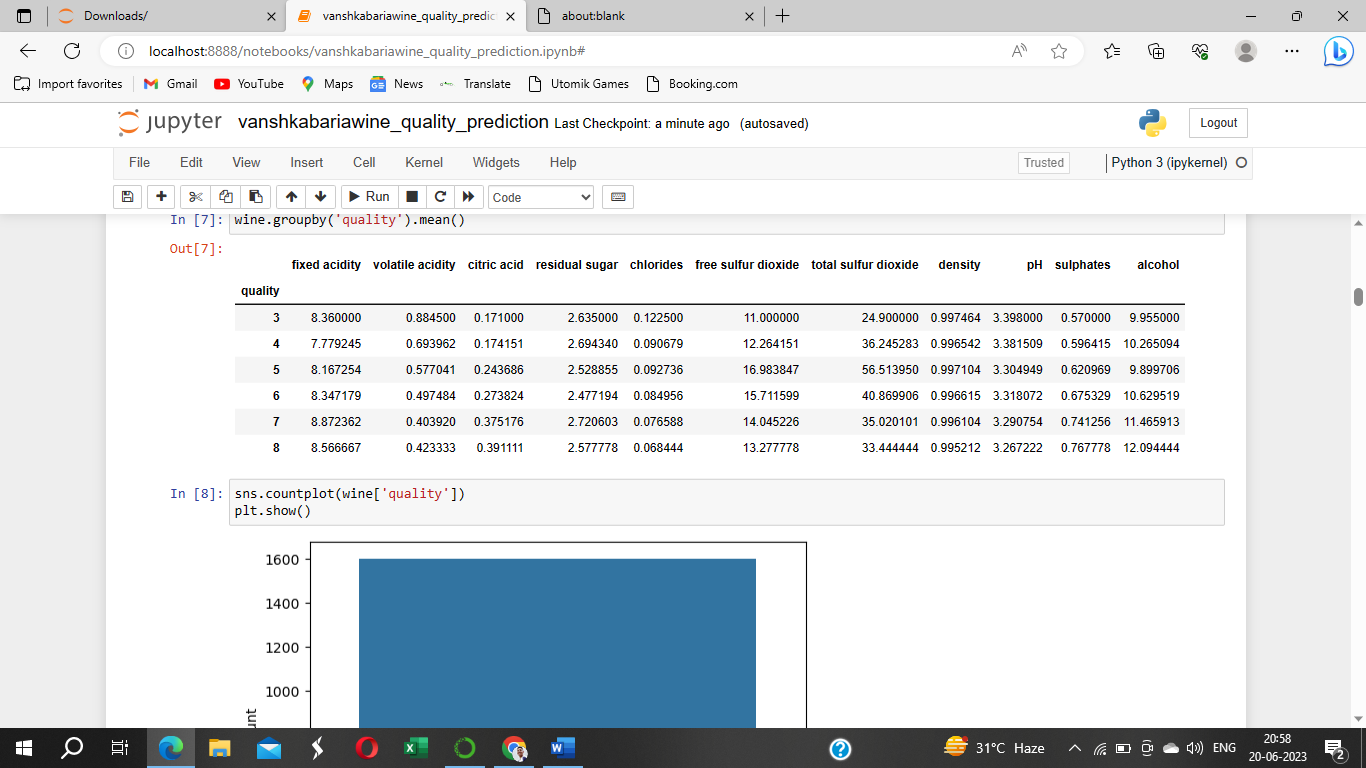 Downloads/
vanshkabariawine_quality_predic
about:blank
localhost:8888/notebooks/vanshkabariawine_quality_prediction.ipynb#
Import favorites Gmail YouTube Maps News Translate Utomik Games Booking.com
jupyter vanshkabariawine_quality_prediction Last Checkpoint: a minute ago (autosaved) Logout
File Edit View Insert Cell Kernel Widgets Help Trusted Python 3 (ipykernel)
Run Code
In [7]: wine.groupby('quality').mean()
Out[7]:
fixed acidity volatile acidity citric acid residual sugar chlorides free sulfur dioxide total sulfur dioxide density pH sulphates alcohol
quality
3 8.360000 0.884500 0.171000 2.635000 0.122500 11.000000 24.900000 0.997464 3.398000 0.570000 9.955000
4 7.779245 0.693962 0.174151 2.694340 0.090679 12.264151 36.245283 0.996542 3.381509 0.596415 10.265094
5 8.167254 0.577041 0.243686 2.528855 0.092736 16.983847 56.513950 0.997104 3.304949 0.620969 9.899706
6 8.347179 0.497484 0.273824 2.477194 0.084956 15.711599 40.869906 0.996615 3.318072 0.675329 10.629519
7 8.872362 0.403920 0.375176 2.720603 0.076588 14.045226 35.020101 0.996104 3.290754 0.741256 11.465913
8 8.566667 0.423333 0.391111 2.577778 0.068444 13.277778 33.444444 0.995212 3.267222 0.767778 12.094444
In [8]: sns.countplot(wine['quality'])
plt.show()
1600
1400
1200
1000
unt
31°C Haze ENG 20:58
20-06-2023
2